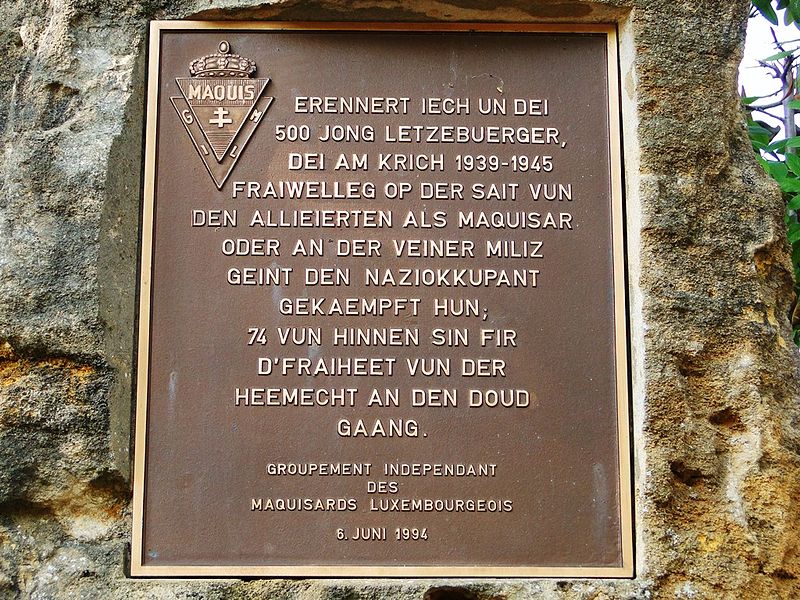 MAQUIS
GIML
ERENNERT IECH UN DEI
500 JONG LETZEBUERGER,
DEI AM KRICH 1939-1945
FRAIWELLEG OP DER SAIT VUN
DEN ALLIEIERTEN ALS MAQUISAR
ODER AN DER VEINER MILIZ
GEINT DEN NAZIOKKUPANT
GEKAEMPFT HUN;
74 VUN HINNEN SIN FIR
D'FRAIHEET VUN DER
HEEMECHT AN DEN DOUD
GAANG.
GROUPEMENT INDEPENDANT
DES
MAQUISARDS LUXEMBOURGEOIS
6. JUNI 1994